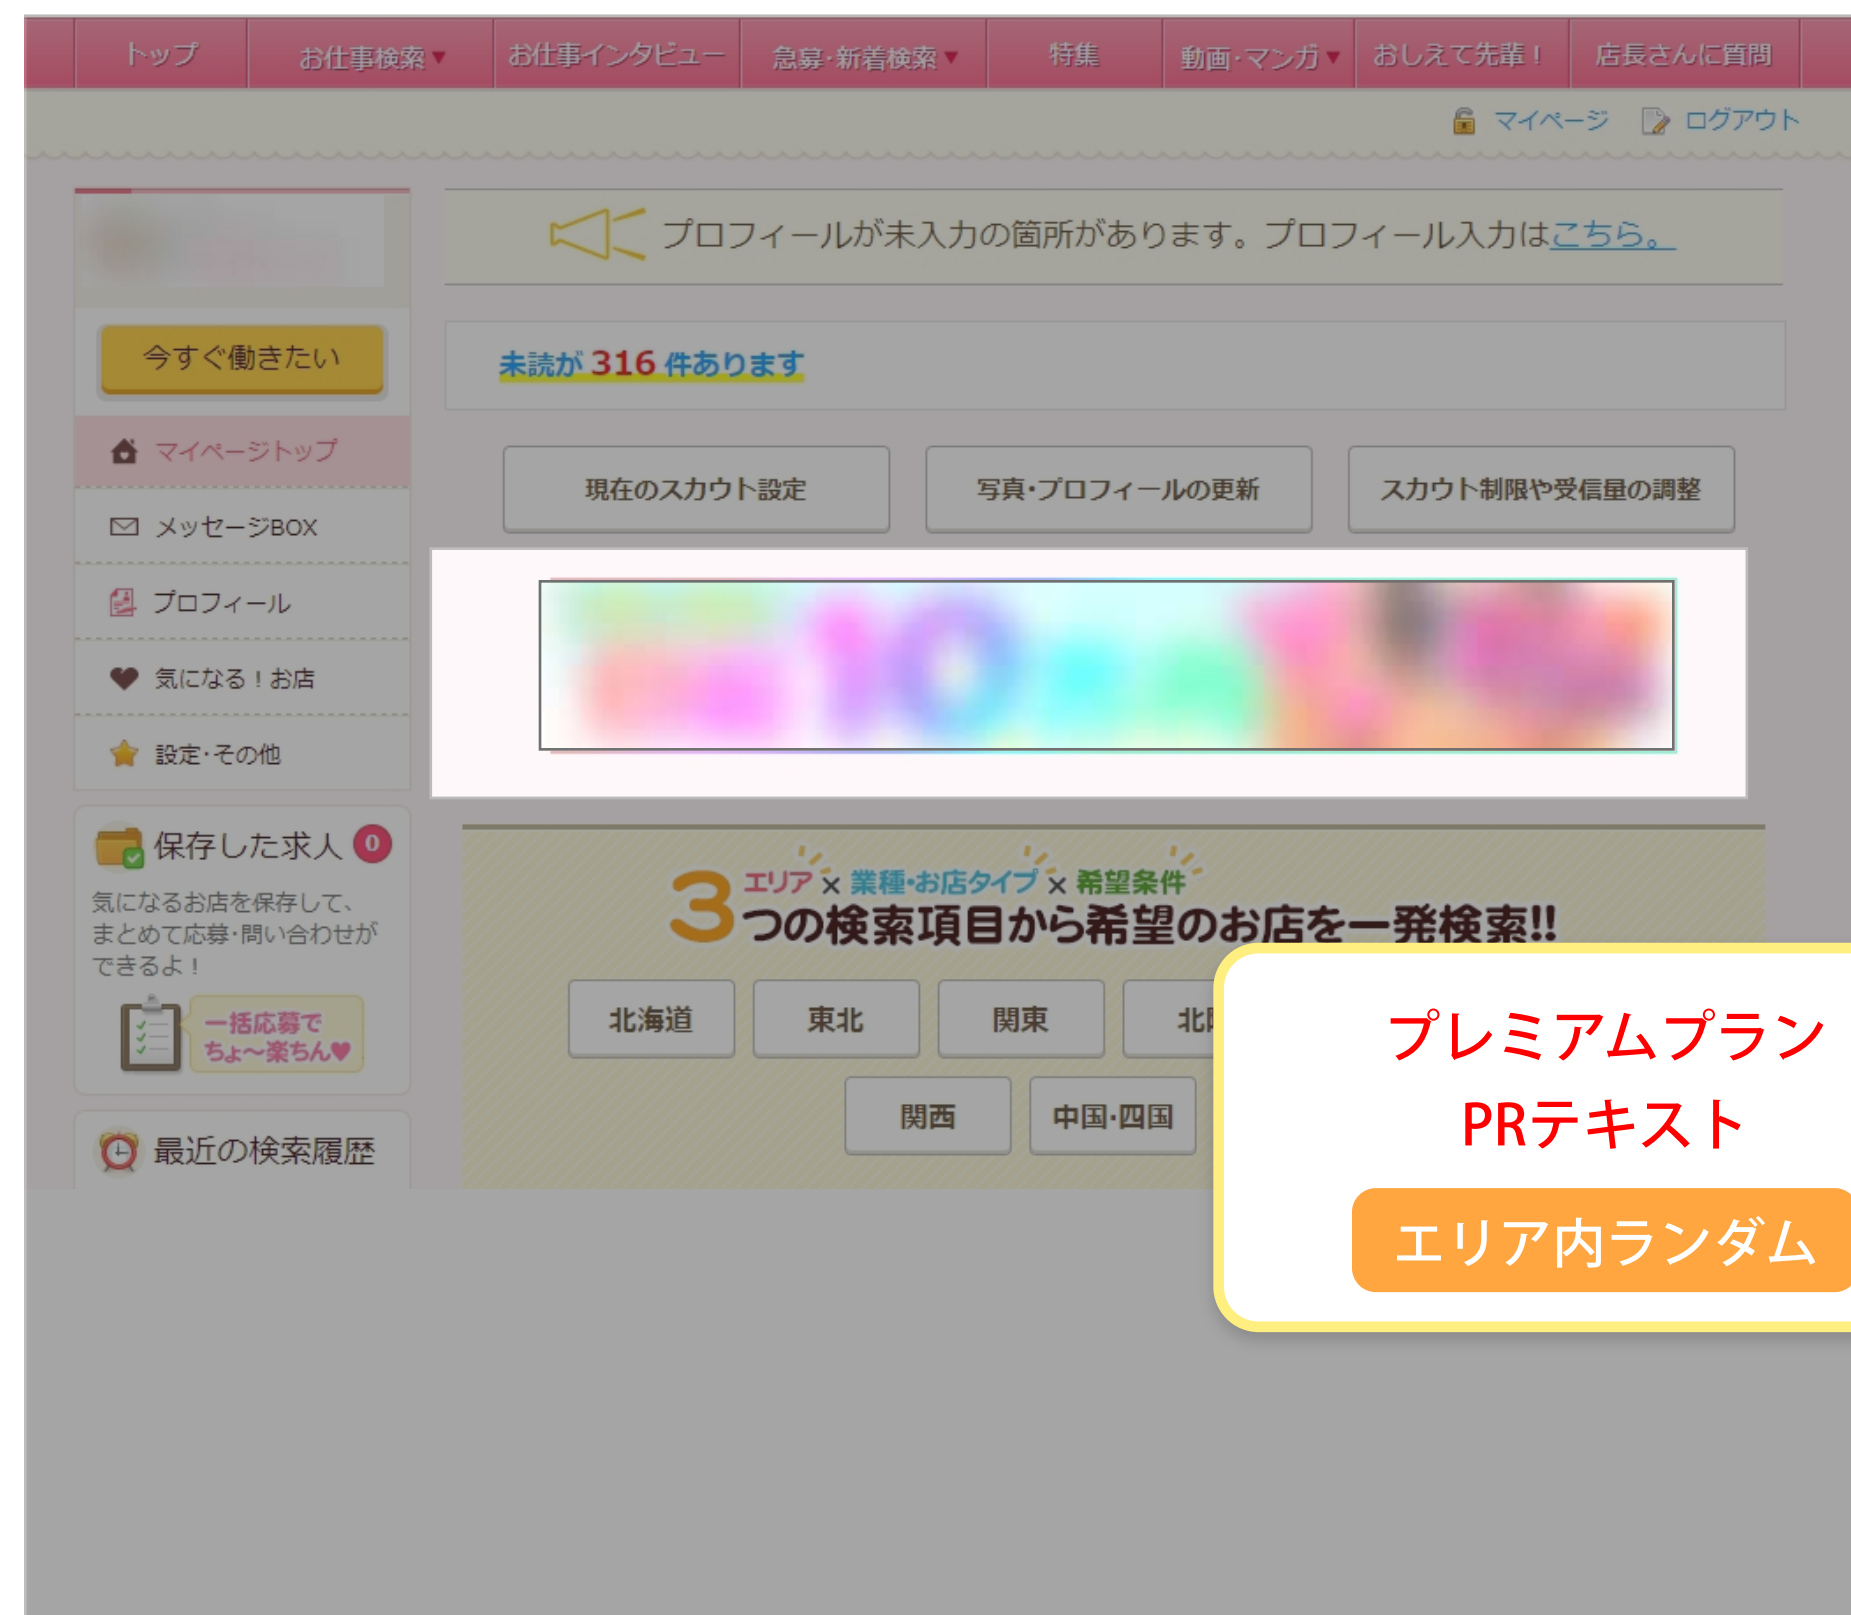 トップ
お仕事検索▼
お仕事インタビュー
急募･新着検索▼
特集
動画･マンガ▼
おしえて先輩！
店長さんに質問
マイページ
ログアウト
プロフィールが未入力の箇所があります。プロフィール入力はこちら。
今すぐ働きたい
未読が 316 件あります
マイページトップ
メッセージBOX
プロフィール
気になる！お店
設定･その他
現在のスカウト設定
写真･プロフィールの更新
スカウト制限や受信量の調整
保存した求人 0
気になるお店を保存して、
まとめて応募･問い合わせが
できるよ！
一括応募で
ちょ〜楽ちん♥
最近の検索履歴
エリア×業種･お店タイプ×希望条件
3つの検索項目から希望のお店を一発検索!!
北海道
東北
関東
北
関西
中国･四国
プレミアムプラン
PRテキスト
エリア内ランダム